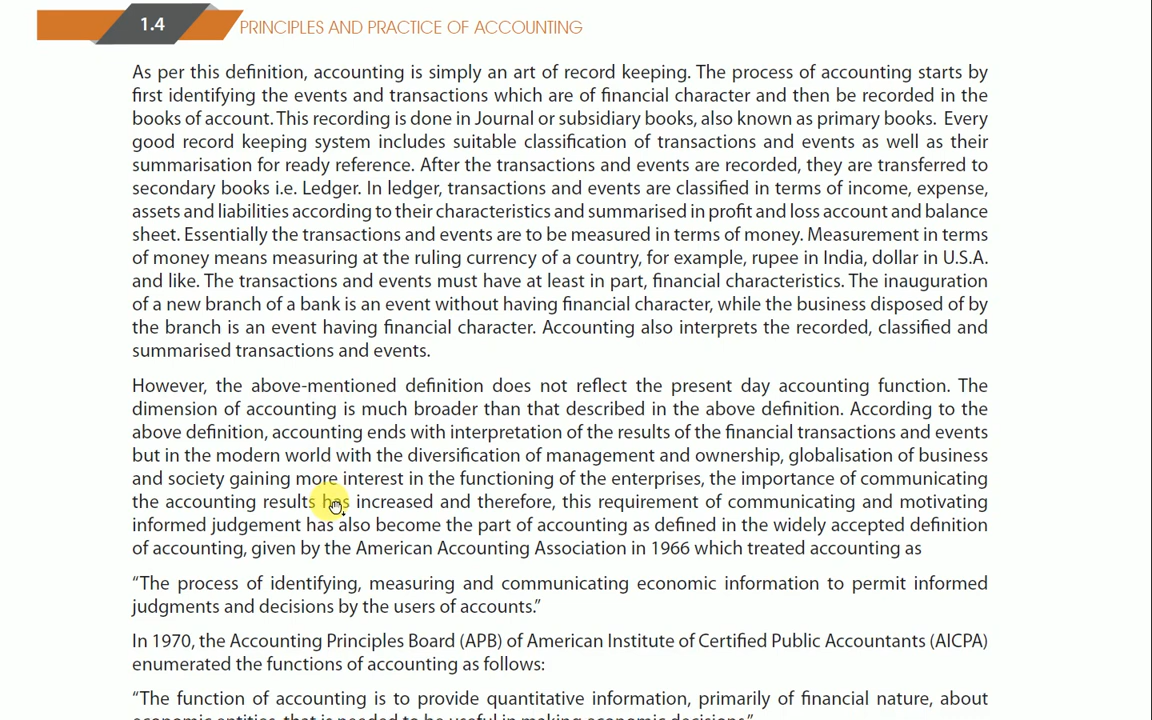 1.4
PRINCIPLES AND PRACTICE OF ACCOUNTING
As per this definition, accounting is simply an art of record keeping. The process of accounting starts by
first identifying the events and transactions which are of financial character and then be recorded in the
books of account. This recording is done in Journal or subsidiary books, also known as primary books. Every
good record keeping system includes suitable classification of transactions and events as well as their
summarisation for ready reference. After the transactions and events are recorded, they are transferred to
secondary books i.e. Ledger. In ledger, transactions and events are classified in terms of income, expense,
assets and liabilities according to their characteristics and summarised in profit and loss account and balance
sheet. Essentially the transactions and events are to be measured in terms of money. Measurement in terms
of money means measuring at the ruling currency of a country, for example, rupee in India, dollar in U.S.A.
and like. The transactions and events must have at least in part, financial characteristics. The inauguration
of a new branch of a bank is an event without having financial character, while the business disposed of by
the branch is an event having financial character. Accounting also interprets the recorded, classified and
summarised transactions and events.
However, the above-mentioned definition does not reflect the present day accounting function. The
dimension of accounting is much broader than that described in the above definition. According to the
above definition, accounting ends with interpretation of the results of the financial transactions and events
but in the modern world with the diversification of management and ownership, globalisation of business
and society gaining more interest in the functioning of the enterprises, the importance of communicating
the accounting results has increased and therefore, this requirement of communicating and motivating
informed judgement has also become the part of accounting as defined in the widely accepted definition
of accounting, given by the American Accounting Association in 1966 which treated accounting as
“The process of identifying, measuring and communicating economic information to permit informed
judgments and decisions by the users of accounts.”
In 1970, the Accounting Principles Board (APB) of American Institute of Certified Public Accountants (AICPA)
enumerated the functions of accounting as follows:
“The function of accounting is to provide quantitative information, primarily of financial nature, about
economic entities, that is needed to be useful in making economic decisions.”